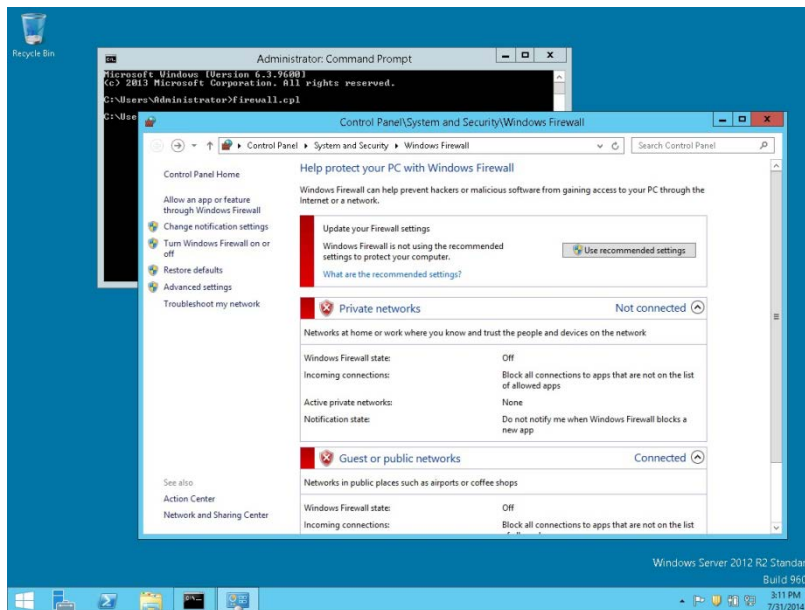 Recycle Bin
Administrator: Command Prompt
Microsoft Windows [Version 6.3.9600]
(c) 2013 Microsoft Corporation. All rights reserved.
C:\Users\Administrator>firewall.cpl
C:\Use
Control Panel\System and Security\Windows Firewall
Control Panel
System and Security
Windows Firewall
Search Control Panel
Control Panel Home
Allow an app or feature
through Windows Firewall
Change notification settings
Turn Windows Firewall on or
off
Restore defaults
Advanced settings
Troubleshoot my network
See also
Action Center
Network and Sharing Center
Help protect your PC with Windows Firewall
Windows Firewall can help prevent hackers or malicious software from gaining access to your PC through the
Internet or a network.
Update your Firewall settings
Windows Firewall is not using the recommended
settings to protect your computer.
What are the recommended settings?
Use recommended settings
Private networks
Not connected
Networks at home or work where you know and trust the people and devices on the network
Windows Firewall state: Off
Incoming connections: Block all connections to apps that are not on the list
of allowed apps
Active private networks: None
Notification state: Do not notify me when Windows Firewall blocks a
new app
Guest or public networks
Connected
Networks in public places such as airports or coffee shops
Windows Firewall state: Off
Incoming connections: Block all connections to apps that are not on the list
Windows Server 2012 R2 Standar
Build 960
3:11 PM